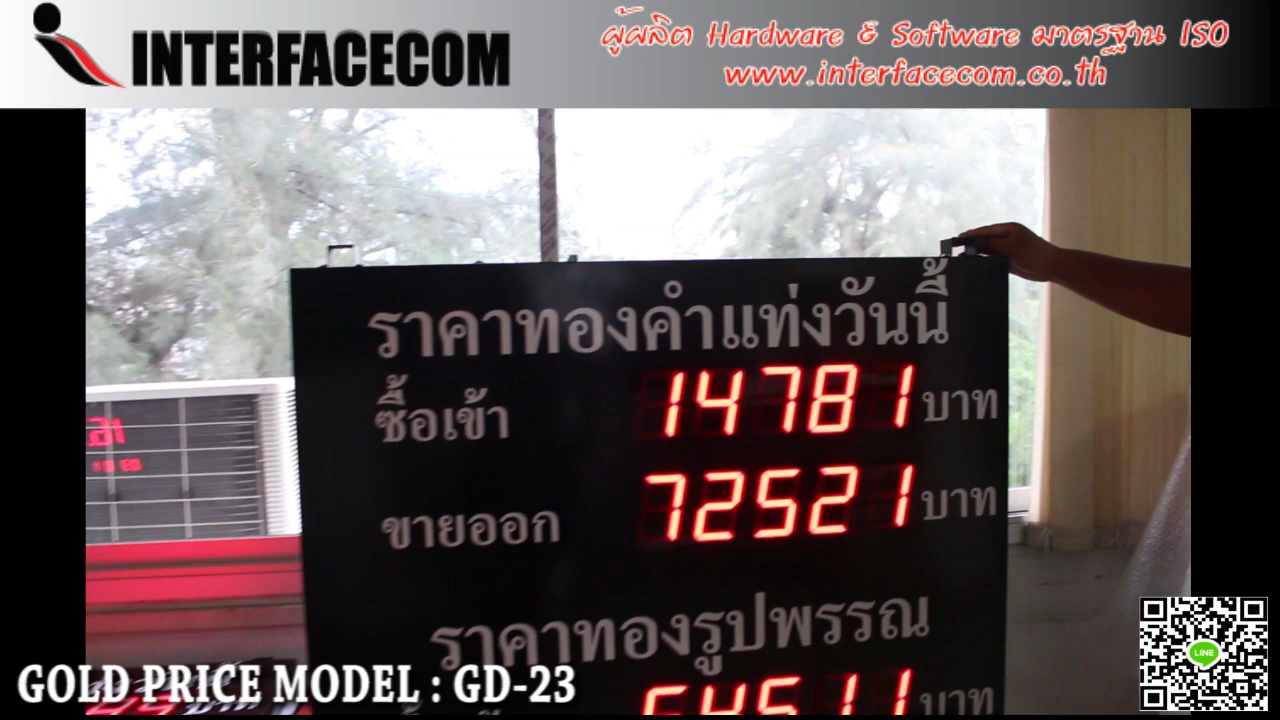 INTERFACECOM
ผู้ผลิต Hardware & Software มาตรฐาน ISO
www.interfacecom.co.th
ราคาทองคำแท่งวันนี้
ซื้อเข้า 14781 บาท
ขายออก 72521 บาท
ราคาทองรูปพรรณ
บาท
GOLD PRICE MODEL : GD-23
LINE